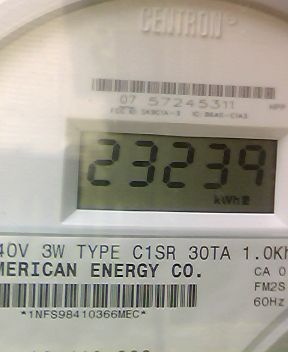 CENTRON
07 57245311
23239
kWh
40V 3W TYPE C1SR 30TA 1.0Kh
MERICAN ENERGY CO.
CA 0
FM2S
60Hz
*1NFS98410366MEC*